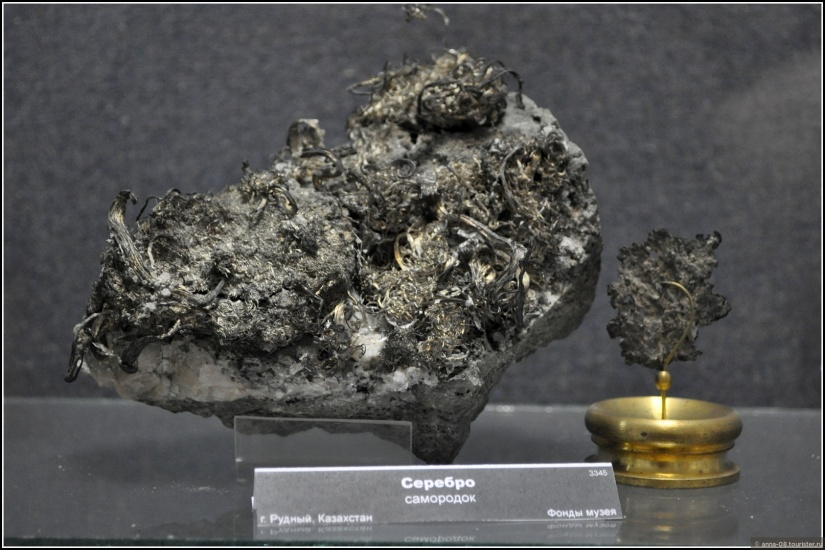 3345
Серебро
самородок
г. Рудный, Казахстан Фонды музея
© anna-08.tourister.ru